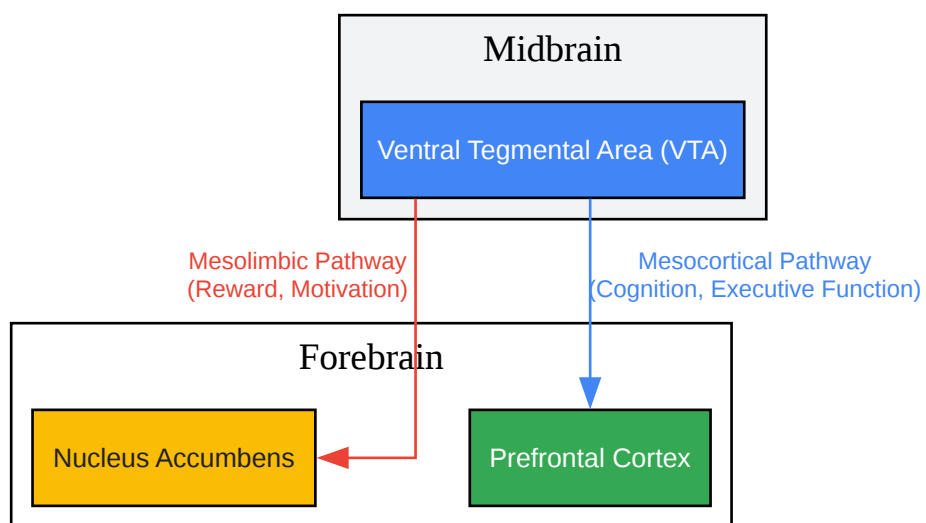 Midbrain
Ventral Tegmental Area (VTA)
Mesolimbic Pathway
(Reward, Motivation)
Mesocortical Pathway
(Cognition, Executive Function)
Forebrain
Nucleus Accumbens
Prefrontal Cortex